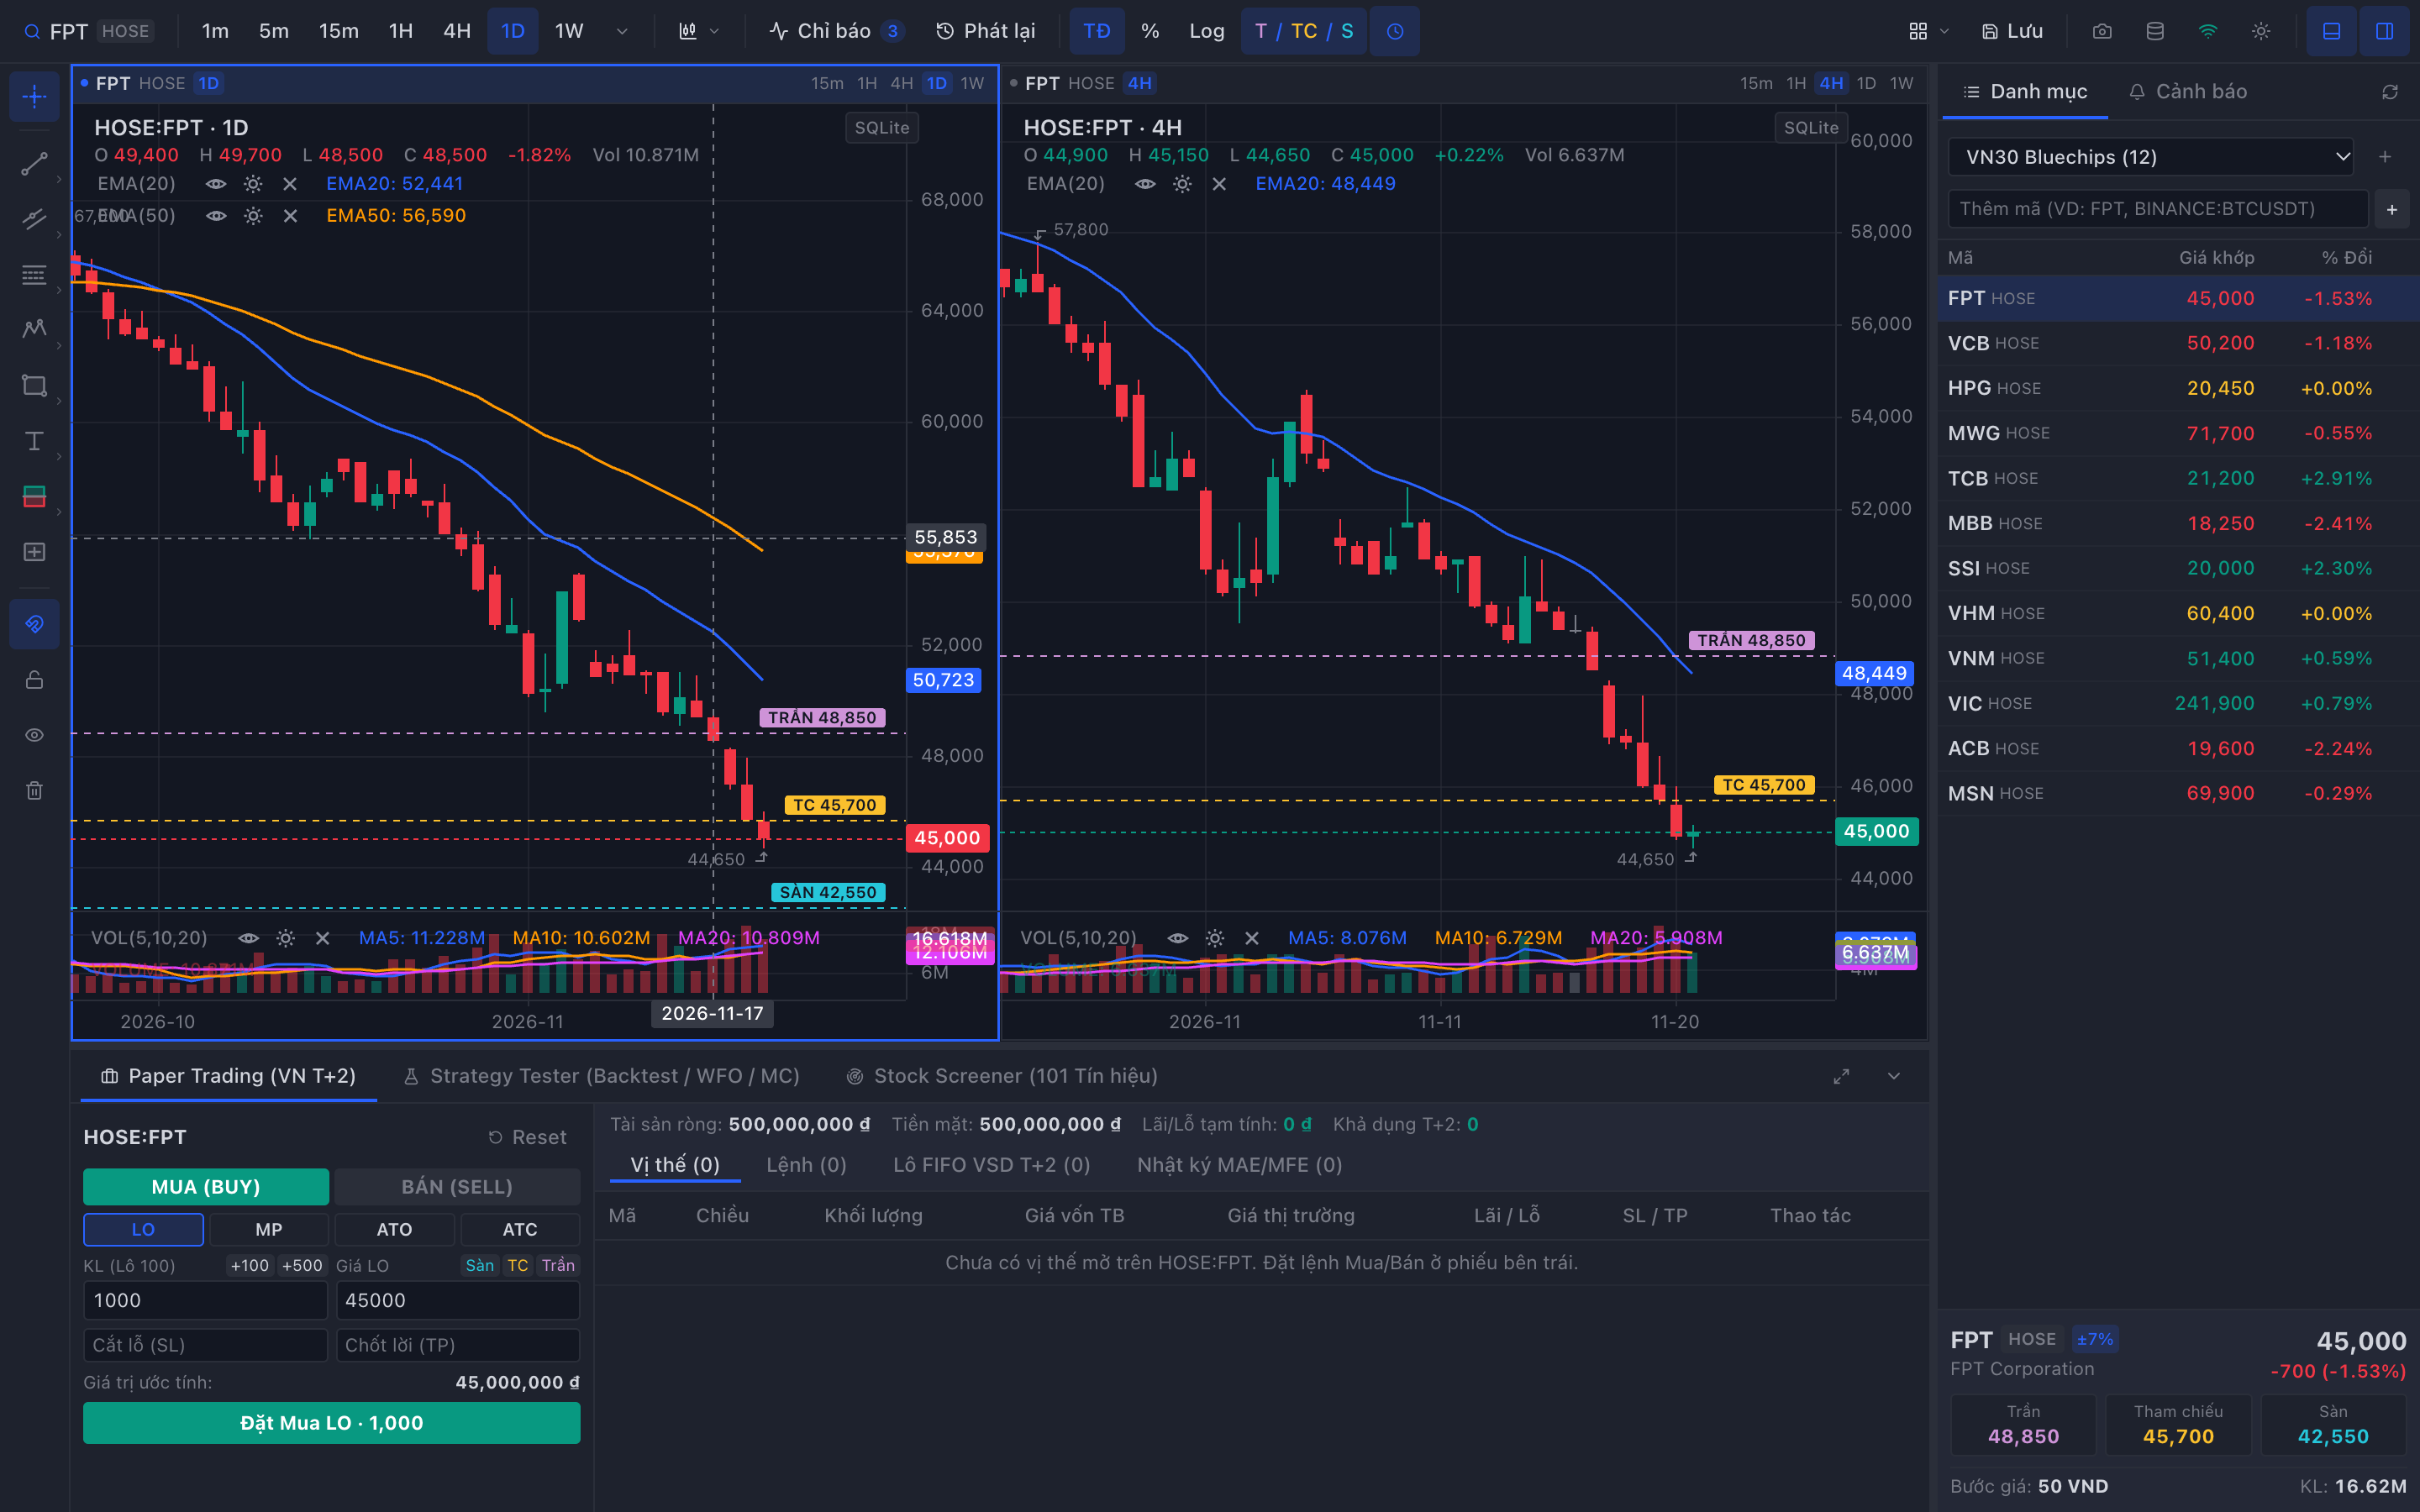 FPT HOSE 1m 5m 15m 1H 4H 1D 1W Chỉ báo 3 Phát lại TĐ % Log T / TC / S Lưu
FPT HOSE 1D 15m 1H 4H 1D 1W
HOSE:FPT · 1D SQLite
O 49,400 H 49,700 L 48,500 C 48,500 -1.82% Vol 10.871M
EMA(20) EMA20: 52,441
EMA(50) EMA50: 56,590
68,000
64,000
60,000
55,853
52,000
50,723
TRẦN 48,850
48,000
TC 45,700
45,000
44,650
44,000
SÀN 42,550
VOL(5,10,20) MA5: 11.228M MA10: 10.602M MA20: 10.809M
16.618M
12.106M
6M
2026-10 2026-11 2026-11-17
FPT HOSE 4H 15m 1H 4H 1D 1W
HOSE:FPT · 4H SQLite
O 44,900 H 45,150 L 44,650 C 45,000 +0.22% Vol 6.637M
EMA(20) EMA20: 48,449
60,000
57,800
58,000
56,000
54,000
52,000
50,000
TRẦN 48,850
48,449
48,000
TC 45,700
46,000
45,000
44,650
44,000
VOL(5,10,20) MA5: 8.076M MA10: 6.729M MA20: 5.908M
6.637M
2026-11 11-11 11-20
Danh mục Cảnh báo
VN30 Bluechips (12)
Thêm mã (VD: FPT, BINANCE:BTCUSDT) +
Mã Giá khớp % Đổi
FPT HOSE 45,000 -1.53%
VCB HOSE 50,200 -1.18%
HPG HOSE 20,450 +0.00%
MWG HOSE 71,700 -0.55%
TCB HOSE 21,200 +2.91%
MBB HOSE 18,250 -2.41%
SSI HOSE 20,000 +2.30%
VHM HOSE 60,400 +0.00%
VNM HOSE 51,400 +0.59%
VIC HOSE 241,900 +0.79%
ACB HOSE 19,600 -2.24%
MSN HOSE 69,900 -0.29%
FPT HOSE ±7% 45,000
FPT Corporation -700 (-1.53%)
Trần Tham chiếu Sàn
48,850 45,700 42,550
Bước giá: 50 VND KL: 16.62M
Paper Trading (VN T+2) Strategy Tester (Backtest / WFO / MC) Stock Screener (101 Tín hiệu)
HOSE:FPT Reset
MUA (BUY) BÁN (SELL)
LO MP ATO ATC
KL (Lô 100) +100 +500 Giá LO Sàn TC Trần
1000 45000
Cắt lỗ (SL) Chốt lời (TP)
Giá trị ước tính: 45,000,000 ₫
Đặt Mua LO · 1,000
Tài sản ròng: 500,000,000 ₫ Tiền mặt: 500,000,000 ₫ Lãi/Lỗ tạm tính: 0 ₫ Khả dụng T+2: 0
Vị thế (0) Lệnh (0) Lô FIFO VSD T+2 (0) Nhật ký MAE/MFE (0)
Mã Chiều Khối lượng Giá vốn TB Giá thị trường Lãi / Lỗ SL / TP Thao tác
Chưa có vị thế mở trên HOSE:FPT. Đặt lệnh Mua/Bán ở phiếu bên trái.